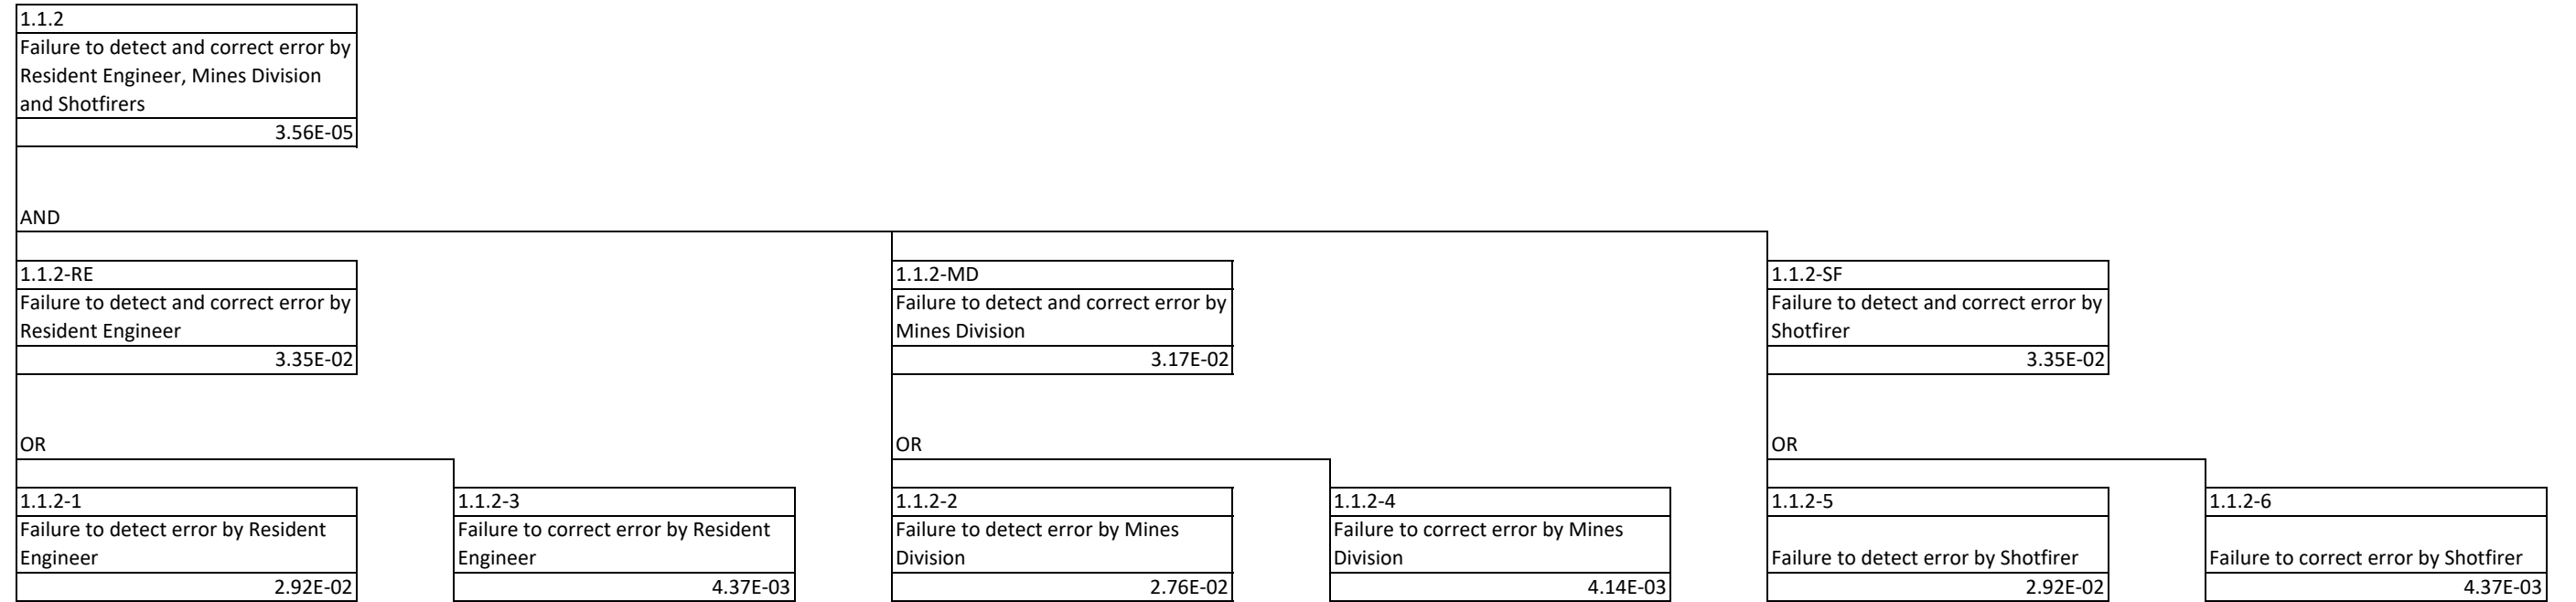 1.1.2
Failure to detect and correct error by
Resident Engineer, Mines Division
and Shotfirers
3.56E-05
AND
1.1.2-RE
Failure to detect and correct error by
Resident Engineer
3.35E-02
1.1.2-MD
Failure to detect and correct error by
Mines Division
3.17E-02
1.1.2-SF
Failure to detect and correct error by
Shotfirer
3.35E-02
OR
OR
OR
1.1.2-1
Failure to detect error by Resident
Engineer
2.92E-02
1.1.2-3
Failure to correct error by Resident
Engineer
4.37E-03
1.1.2-2
Failure to detect error by Mines
Division
2.76E-02
1.1.2-4
Failure to correct error by Mines
Division
4.14E-03
1.1.2-5
Failure to detect error by Shotfirer
2.92E-02
1.1.2-6
Failure to correct error by Shotfirer
4.37E-03